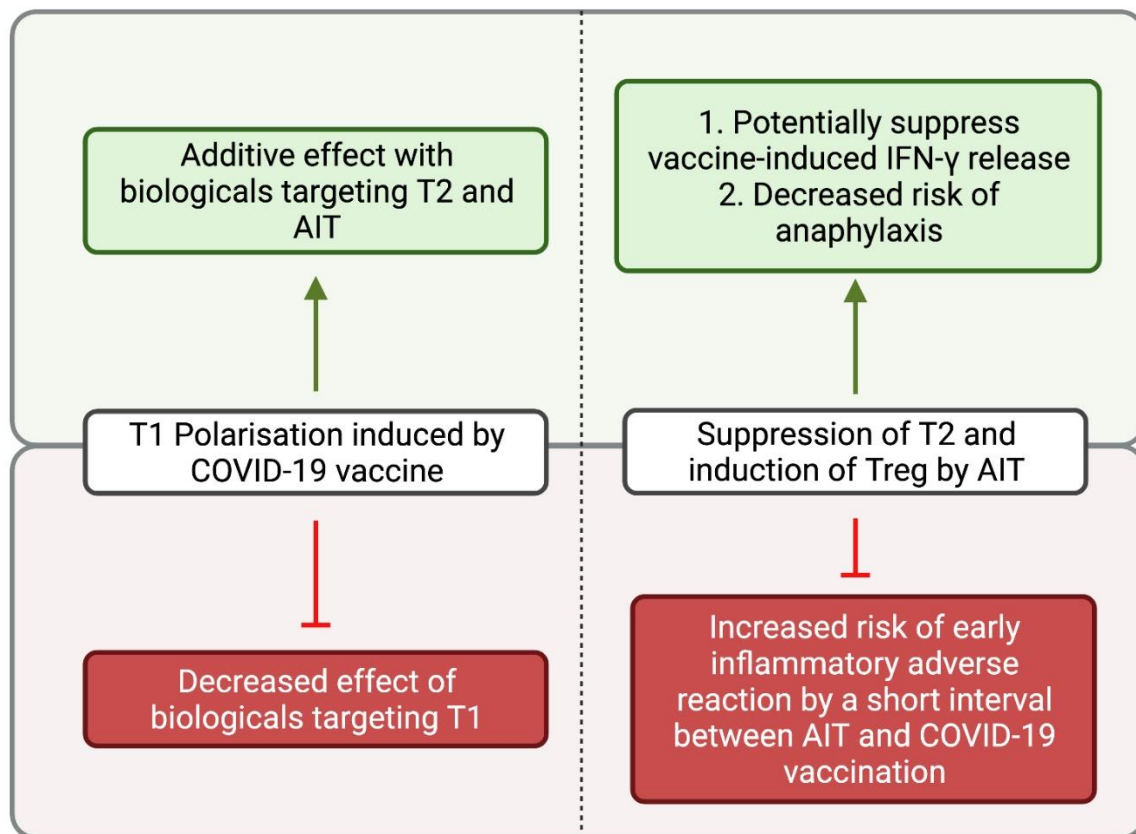 Additive effect with
biologicals targeting T2 and
AIT
1. Potentially suppress
vaccine-induced IFN-γ release
2. Decreased risk of
anaphylaxis
T1 Polarisation induced by
COVID-19 vaccine
Suppression of T2 and
induction of Treg by AIT
Decreased effect of
biologicals targeting T1
Increased risk of early
inflammatory adverse
reaction by a short interval
between AIT and COVID-19
vaccination